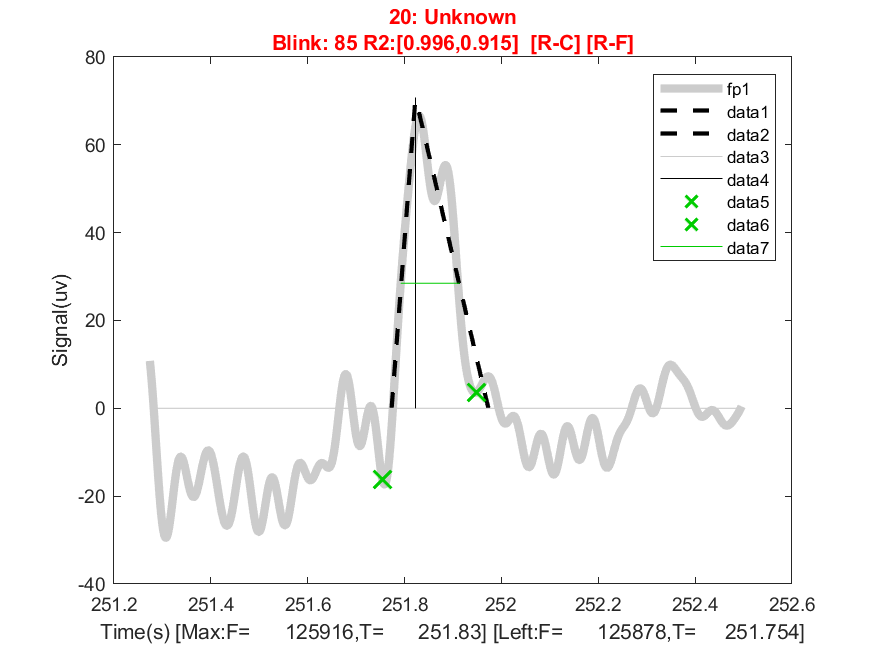 20: Unknown
Blink: 85 R2:[0.996,0.915] [R-C] [R-F]
80
60
40
20
0
-20
-40
Signal(uv)
fp1
data1
data2
data3
data4
data5
data6
data7
251.2 251.4 251.6 251.8 252 252.2 252.4 252.6
Time(s) [Max:F= 125916,T= 251.83] [Left:F= 125878,T= 251.754]